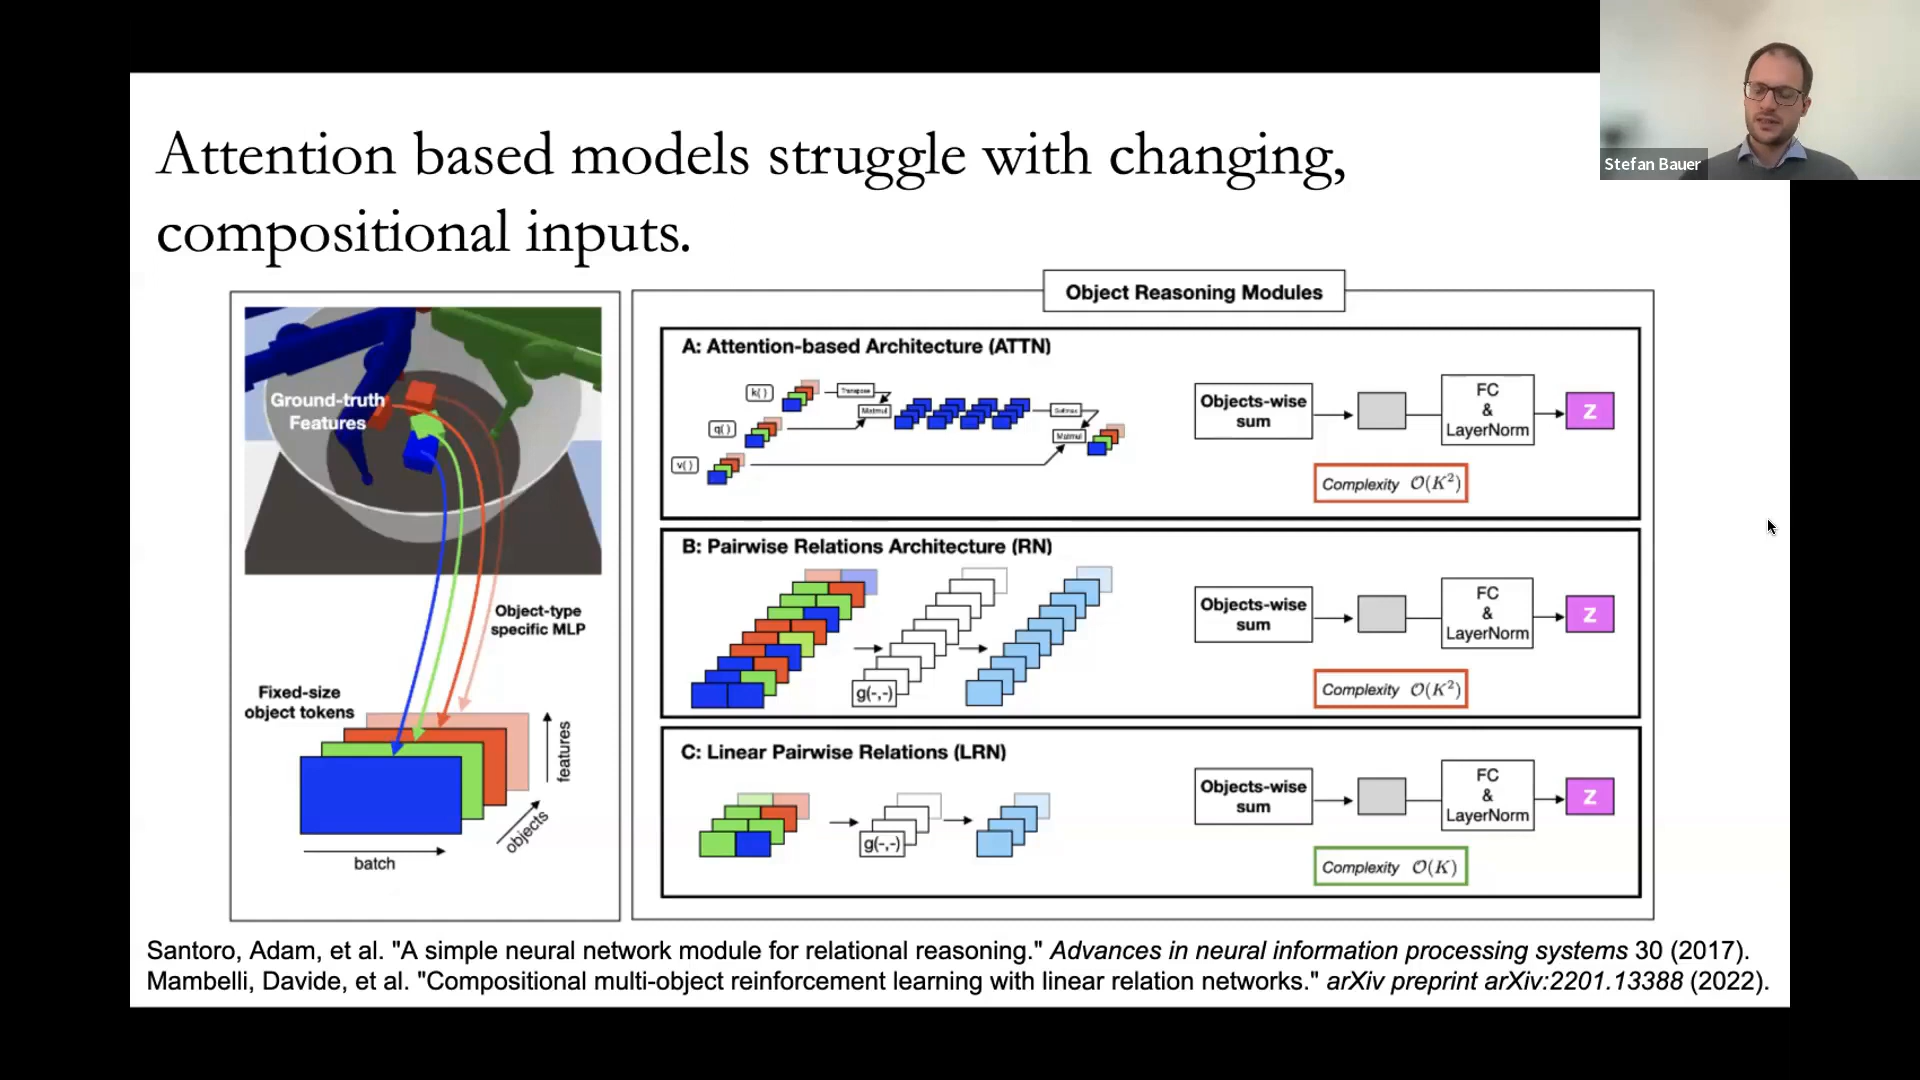 Stefan Bauer
Attention based models struggle with changing,
compositional inputs.
Ground-truth
Features
Object-type
specific MLP
Fixed-size
object tokens
features
objects
batch
Object Reasoning Modules
A: Attention-based Architecture (ATTN)
k( )
Transpose
Matmul
q( )
v( )
Softmax
Matmul
Objects-wise
sum
FC
&
LayerNorm
Z
Complexity O(K²)
B: Pairwise Relations Architecture (RN)
g(-,-)
Objects-wise
sum
FC
&
LayerNorm
Z
Complexity O(K²)
C: Linear Pairwise Relations (LRN)
g(-,-)
Objects-wise
sum
FC
&
LayerNorm
Z
Complexity O(K)
Santoro, Adam, et al. "A simple neural network module for relational reasoning." Advances in neural information processing systems 30 (2017).
Mambelli, Davide, et al. "Compositional multi-object reinforcement learning with linear relation networks." arXiv preprint arXiv:2201.13388 (2022).